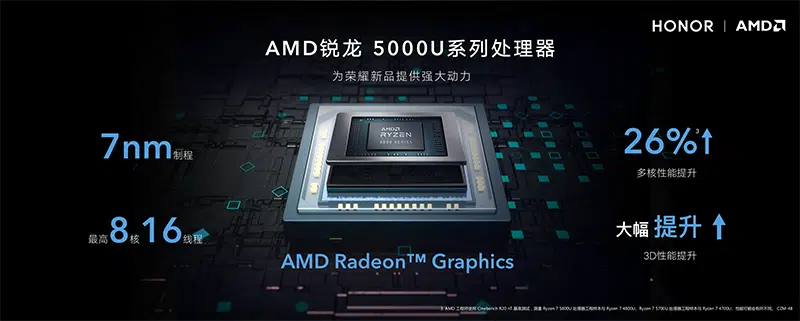 HONOR | AMD
AMD锐龙 5000U系列处理器
为荣耀新品提供强大动力
AMD
RYZEN
5000 SERIES
7nm制程
26%³↑
多核性能提升
最高8核16线程
大幅 提升 ↑
3D性能提升
AMD Radeon™ Graphics